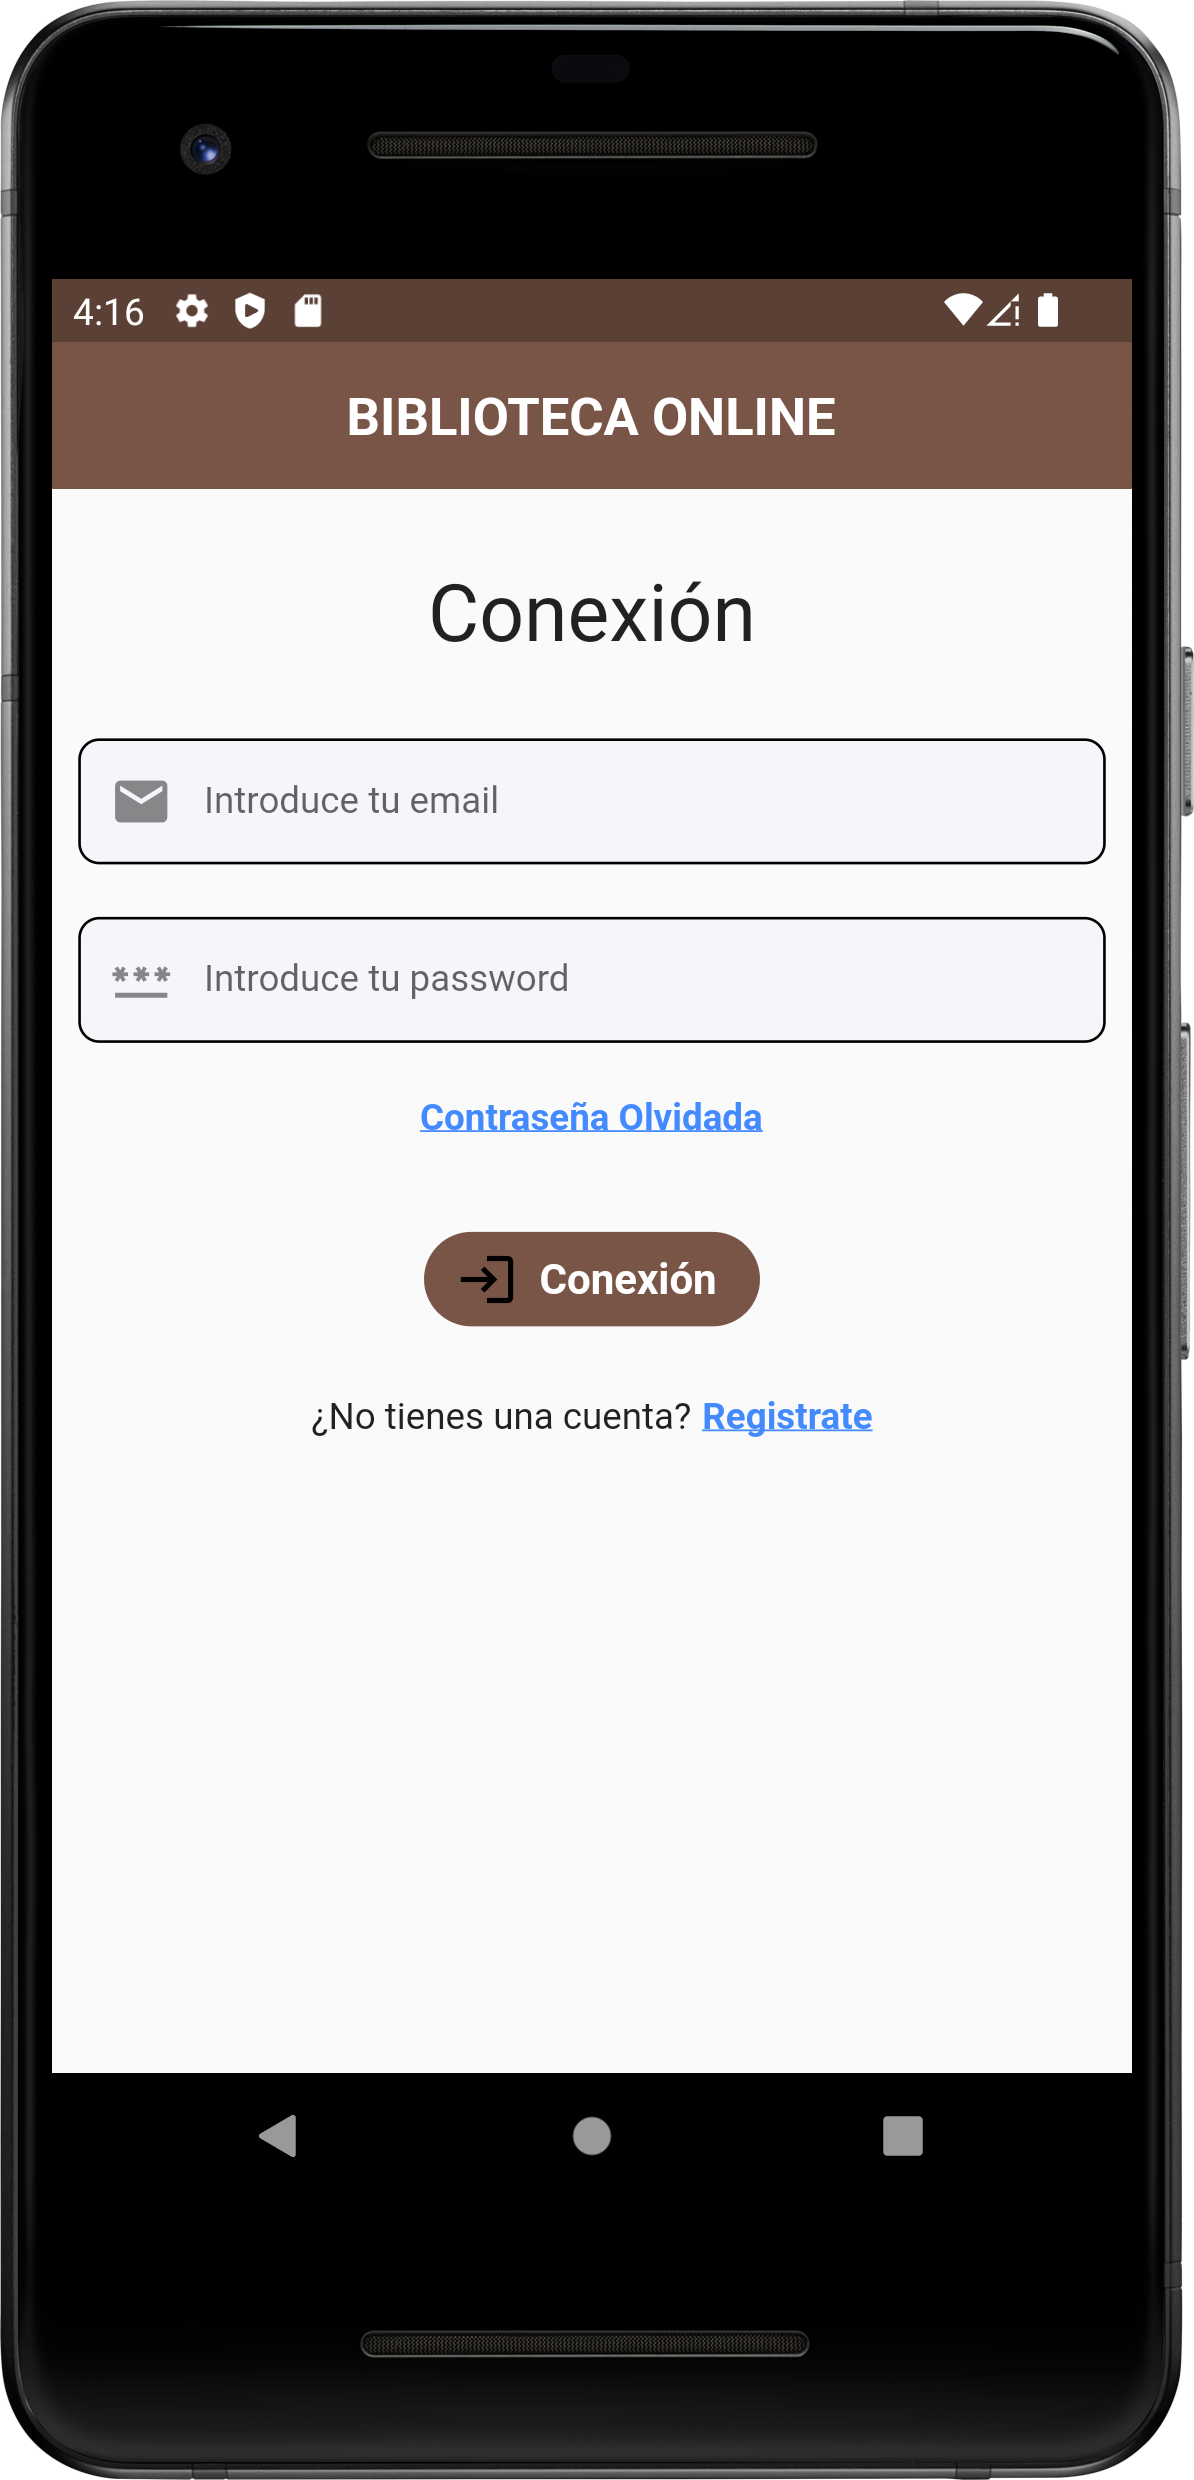 4:16
BIBLIOTECA ONLINE
Conexión
Introduce tu email
Introduce tu password
Contraseña Olvidada
Conexión
¿No tienes una cuenta? Registrate